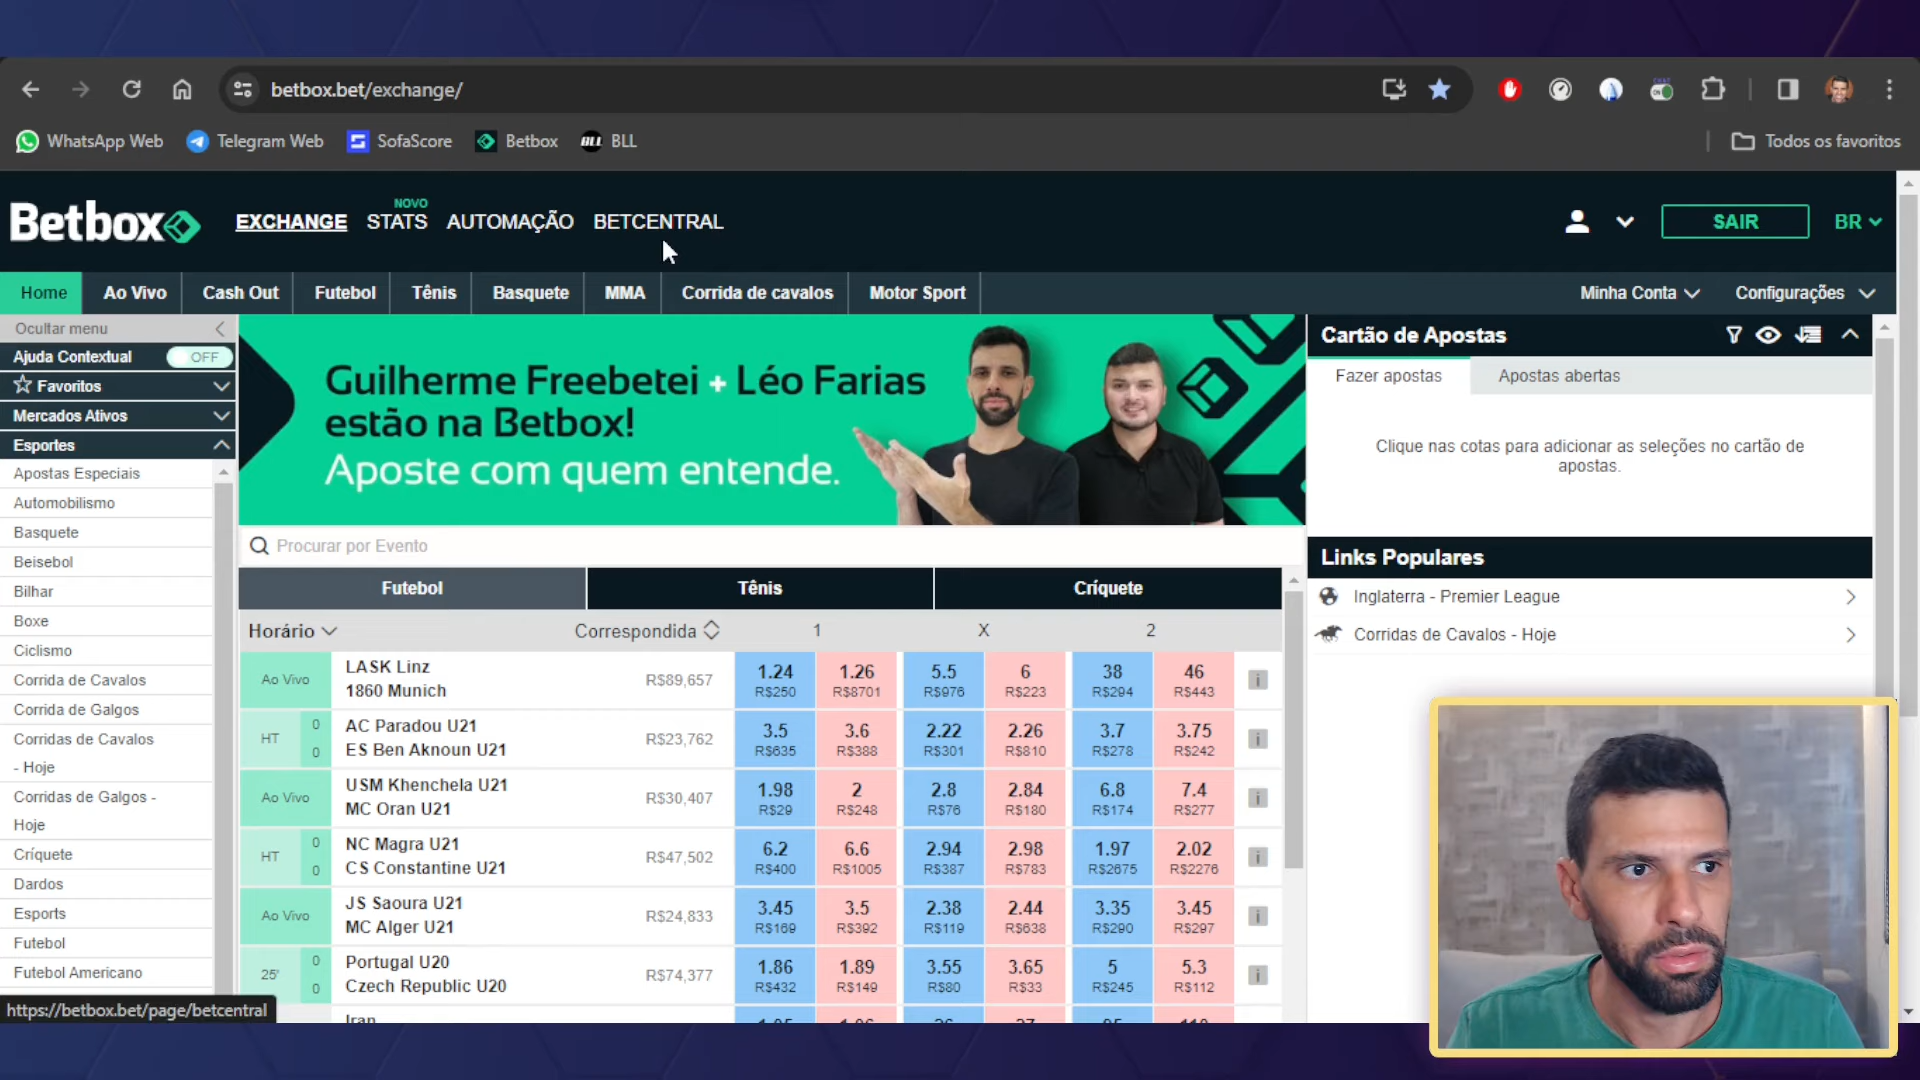 betbox.bet/exchange/
WhatsApp Web
Telegram Web
SofaScore
Betbox
BLL
BLL
Todos os favoritos
Betbox
EXCHANGE
NOVO
STATS
AUTOMAÇÃO
BETCENTRAL
SAIR
BR
Home
Ao Vivo
Cash Out
Futebol
Tênis
Basquete
MMA
Corrida de cavalos
Motor Sport
Minha Conta
Configurações
Ocultar menu
Ajuda Contextual
OFF
Favoritos
Mercados Ativos
Esportes
Apostas Especiais
Automobilismo
Basquete
Beisebol
Bilhar
Boxe
Ciclismo
Corrida de Cavalos
Corrida de Galgos
Corridas de Cavalos
- Hoje
Corridas de Galgos -
Hoje
Críquete
Dardos
Esports
Futebol
Futebol Americano
https://betbox.bet/page/betcentral
Guilherme Freebetei + Léo Farias
estão na Betbox!
Aposte com quem entende.
Procurar por Evento
Futebol
Tênis
Críquete
Horário
Correspondida
1
X
2
Ao Vivo
LASK Linz
1860 Munich
R$89,657
1.24
R$250
1.26
R$8701
5.5
R$976
6
R$223
38
R$294
46
R$443
HT
0
0
AC Paradou U21
ES Ben Aknoun U21
R$23,762
3.5
R$635
3.6
R$388
2.22
R$301
2.26
R$810
3.7
R$278
3.75
R$242
Ao Vivo
USM Khenchela U21
MC Oran U21
R$30,407
1.98
R$29
2
R$248
2.8
R$76
2.84
R$180
6.8
R$174
7.4
R$277
HT
0
0
NC Magra U21
CS Constantine U21
R$47,502
6.2
R$400
6.6
R$1005
2.94
R$387
2.98
R$783
1.97
R$2675
2.02
R$2276
Ao Vivo
JS Saoura U21
MC Alger U21
R$24,833
3.45
R$169
3.5
R$392
2.38
R$119
2.44
R$638
3.35
R$290
3.45
R$297
25'
0
0
Portugal U20
Czech Republic U20
R$74,377
1.86
R$432
1.89
R$149
3.55
R$80
3.65
R$33
5
R$245
5.3
R$112
Iran
Cartão de Apostas
Fazer apostas
Apostas abertas
Clique nas cotas para adicionar as seleções no cartão de
apostas.
Links Populares
Inglaterra - Premier League
Corridas de Cavalos - Hoje